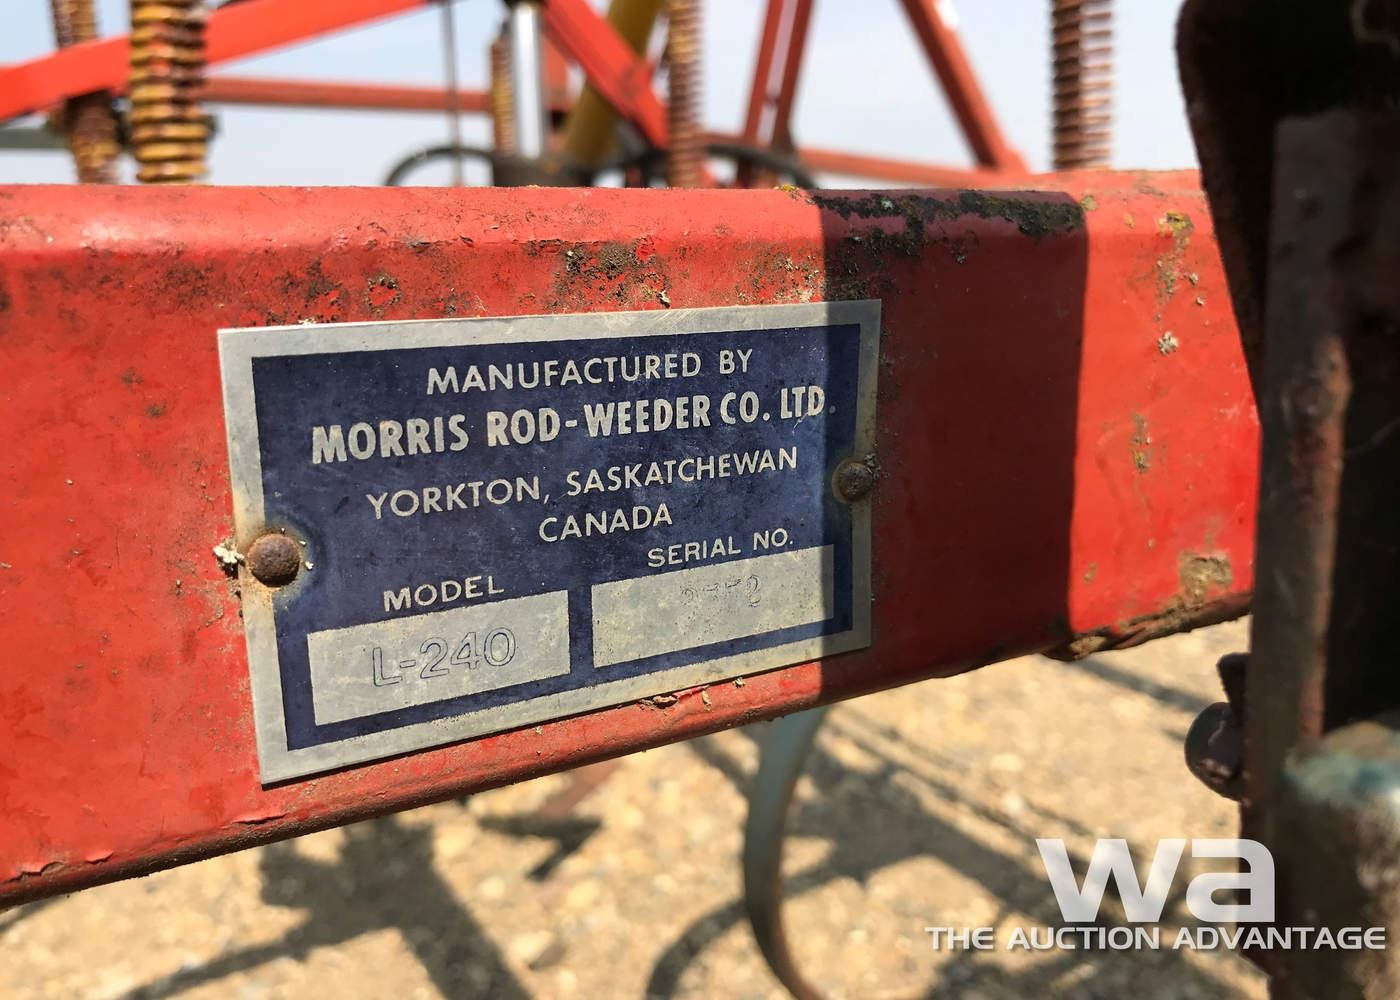 MANUFACTURED BY
MORRIS ROD-WEEDER CO. LTD.
YORKTON, SASKATCHEWAN
CANADA
MODEL
SERIAL NO.
L-240
wa
THE AUCTION ADVANTAGE